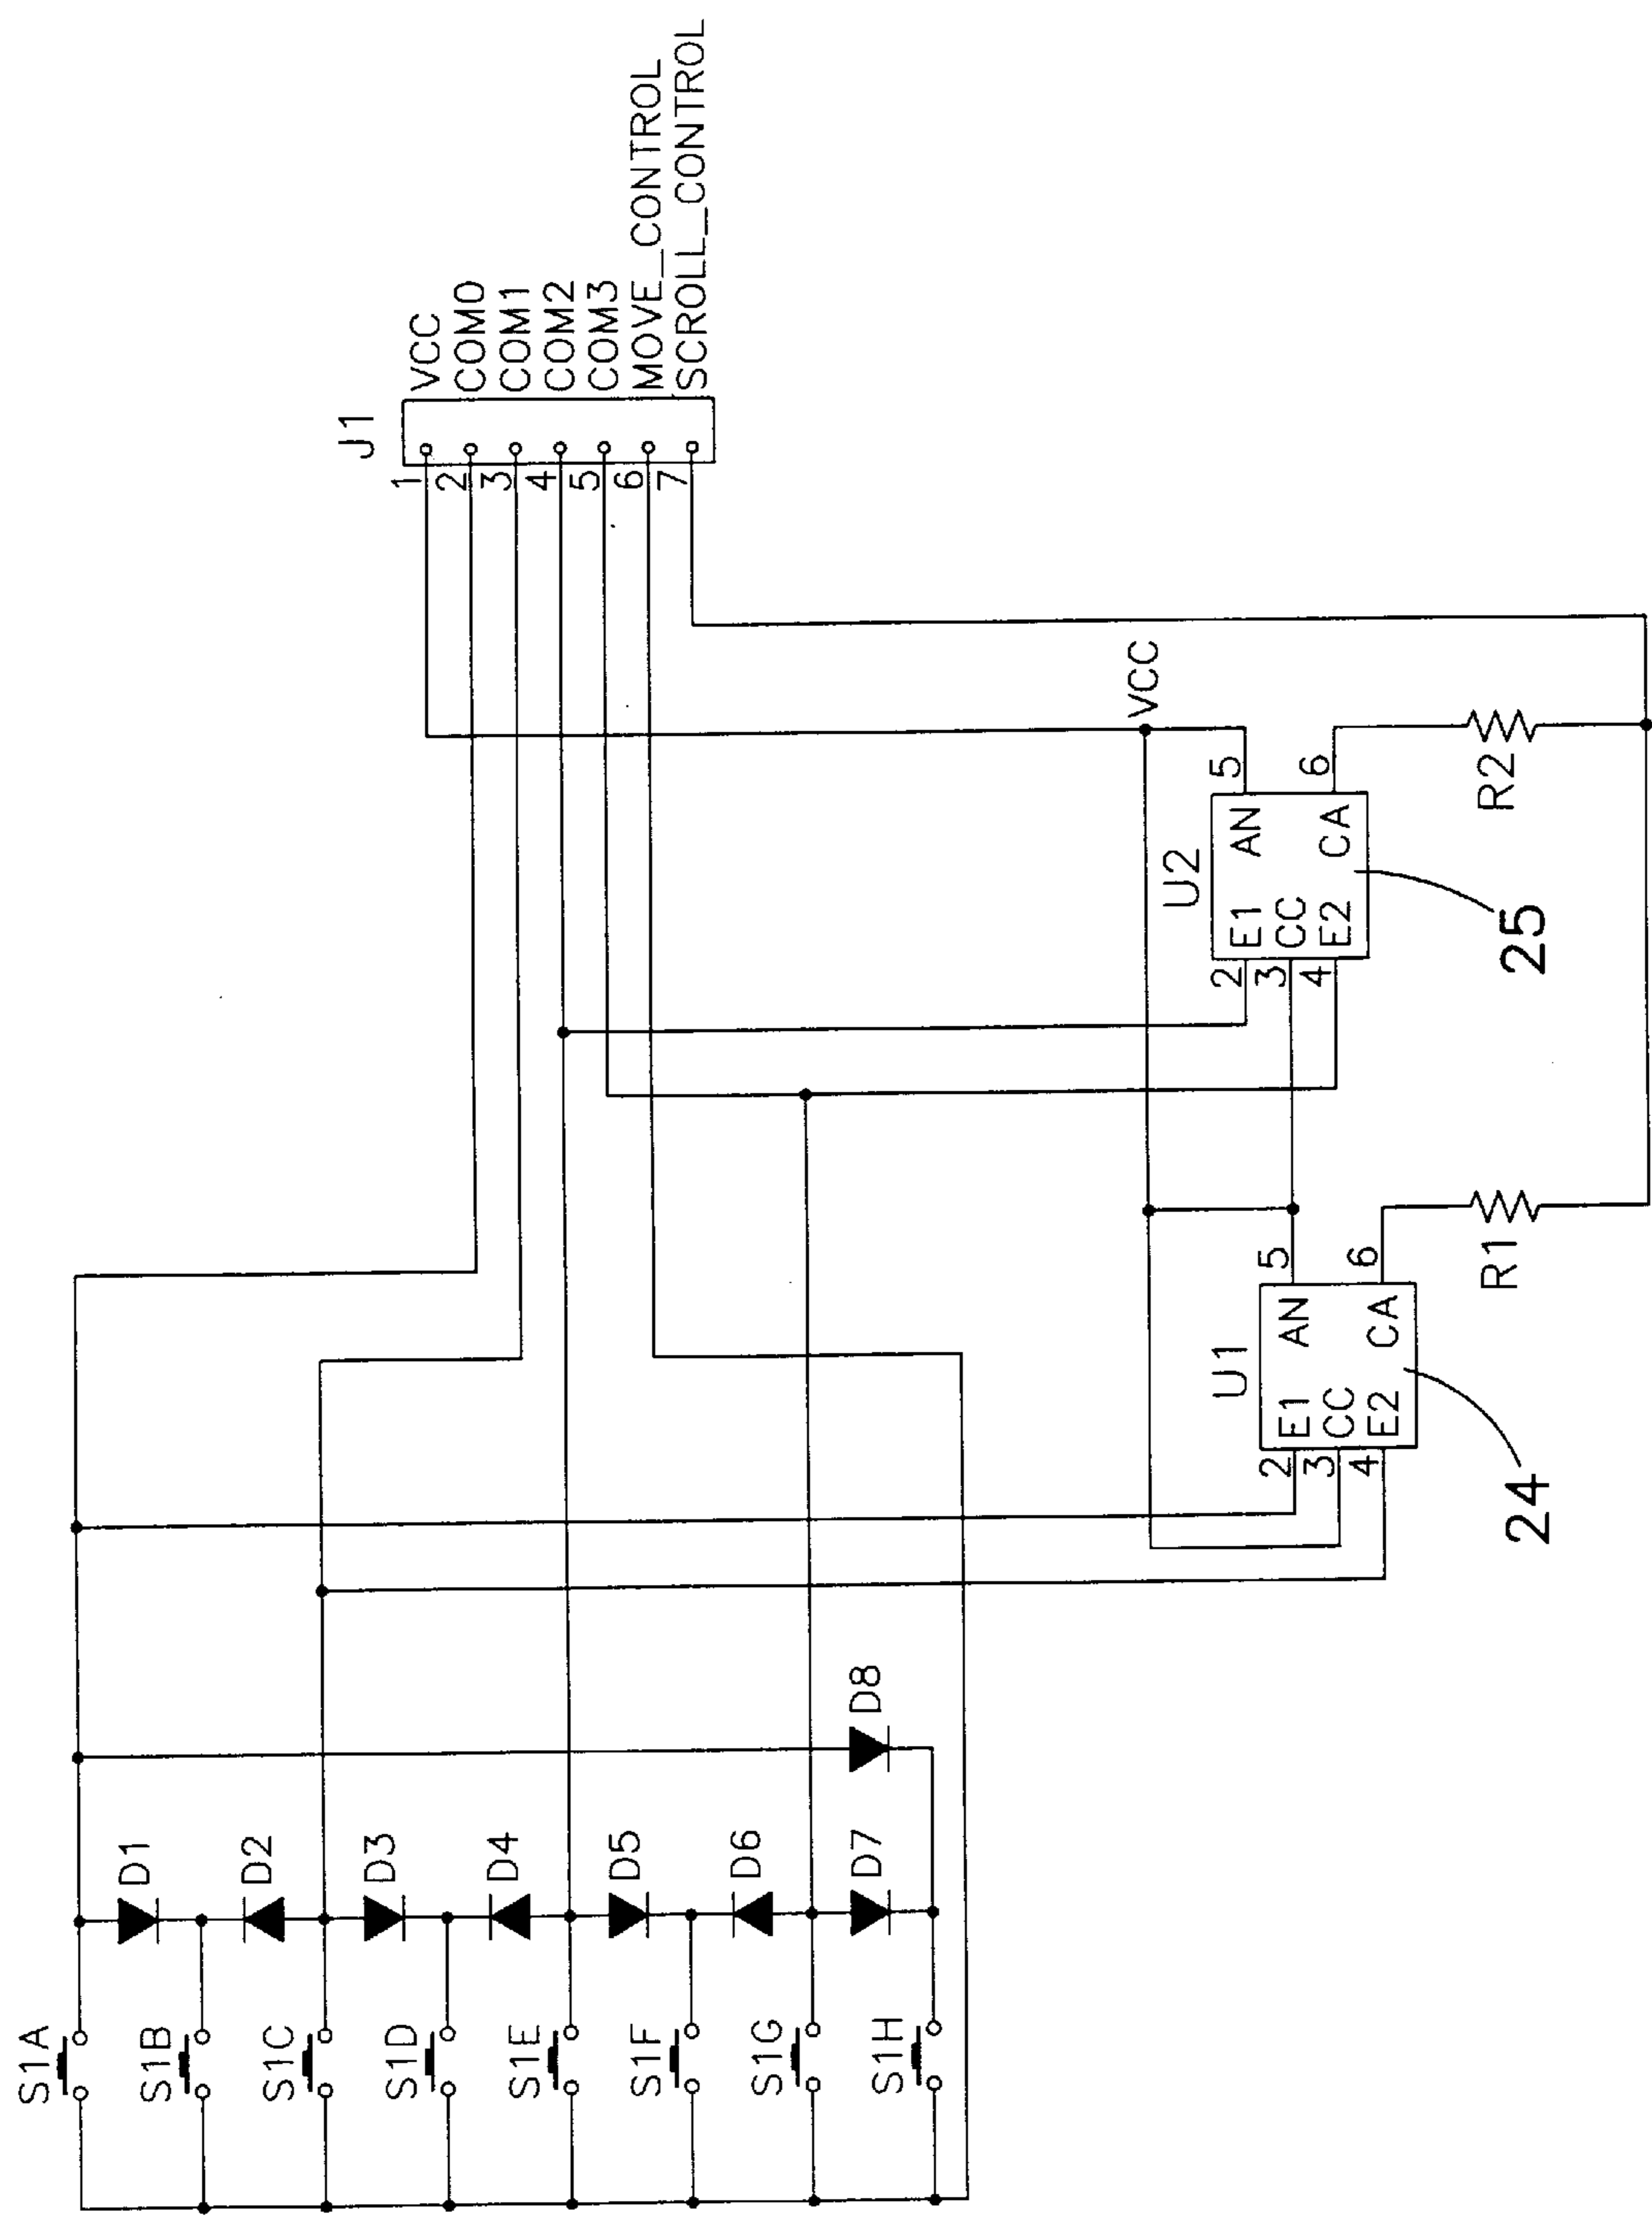 S1A
S1B
S1C
S1D
S1E
S1F
S1G
S1H
D1
D2
D3
D4
D5
D6
D7
D8
J1
1 VCC
2 COM0
3 COM1
4 COM2
5 COM3
6 MOVE_CONTROL
7 SCROLL_CONTROL
VCC
U1
2 E1 AN 5
3 CC
4 E2 CA 6
24
R1
U2
2 E1 AN 5
3 CC
4 E2 CA 6
25
R2